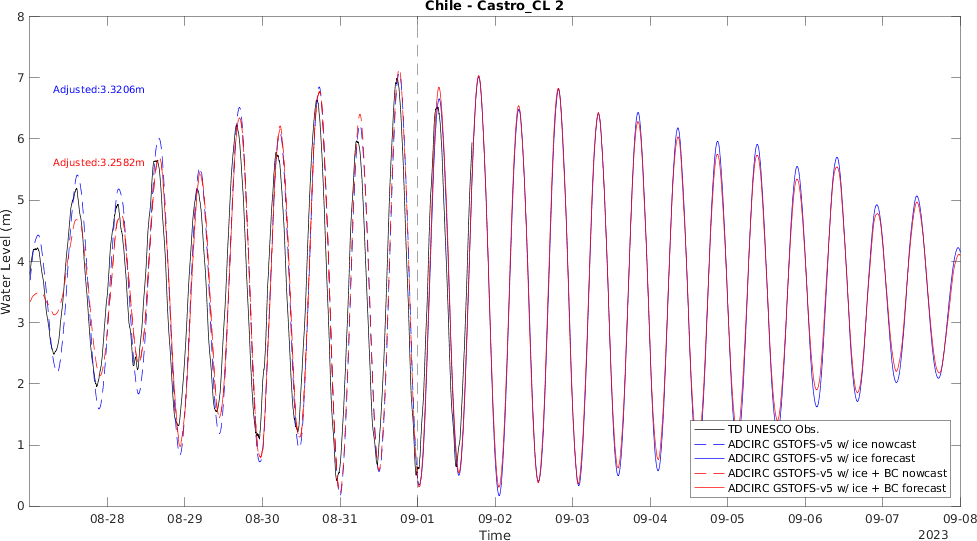 Chile - Castro_CL 2
8
7
6
5
4
3
2
1
0
Water Level (m)
Adjusted:3.3206m
Adjusted:3.2582m
TD UNESCO Obs.
ADCIRC GSTOFS-v5 w/ ice nowcast
ADCIRC GSTOFS-v5 w/ ice forecast
ADCIRC GSTOFS-v5 w/ ice + BC nowcast
ADCIRC GSTOFS-v5 w/ ice + BC forecast
08-28 08-29 08-30 08-31 09-01 09-02 09-03 09-04 09-05 09-06 09-07 09-08
Time
2023